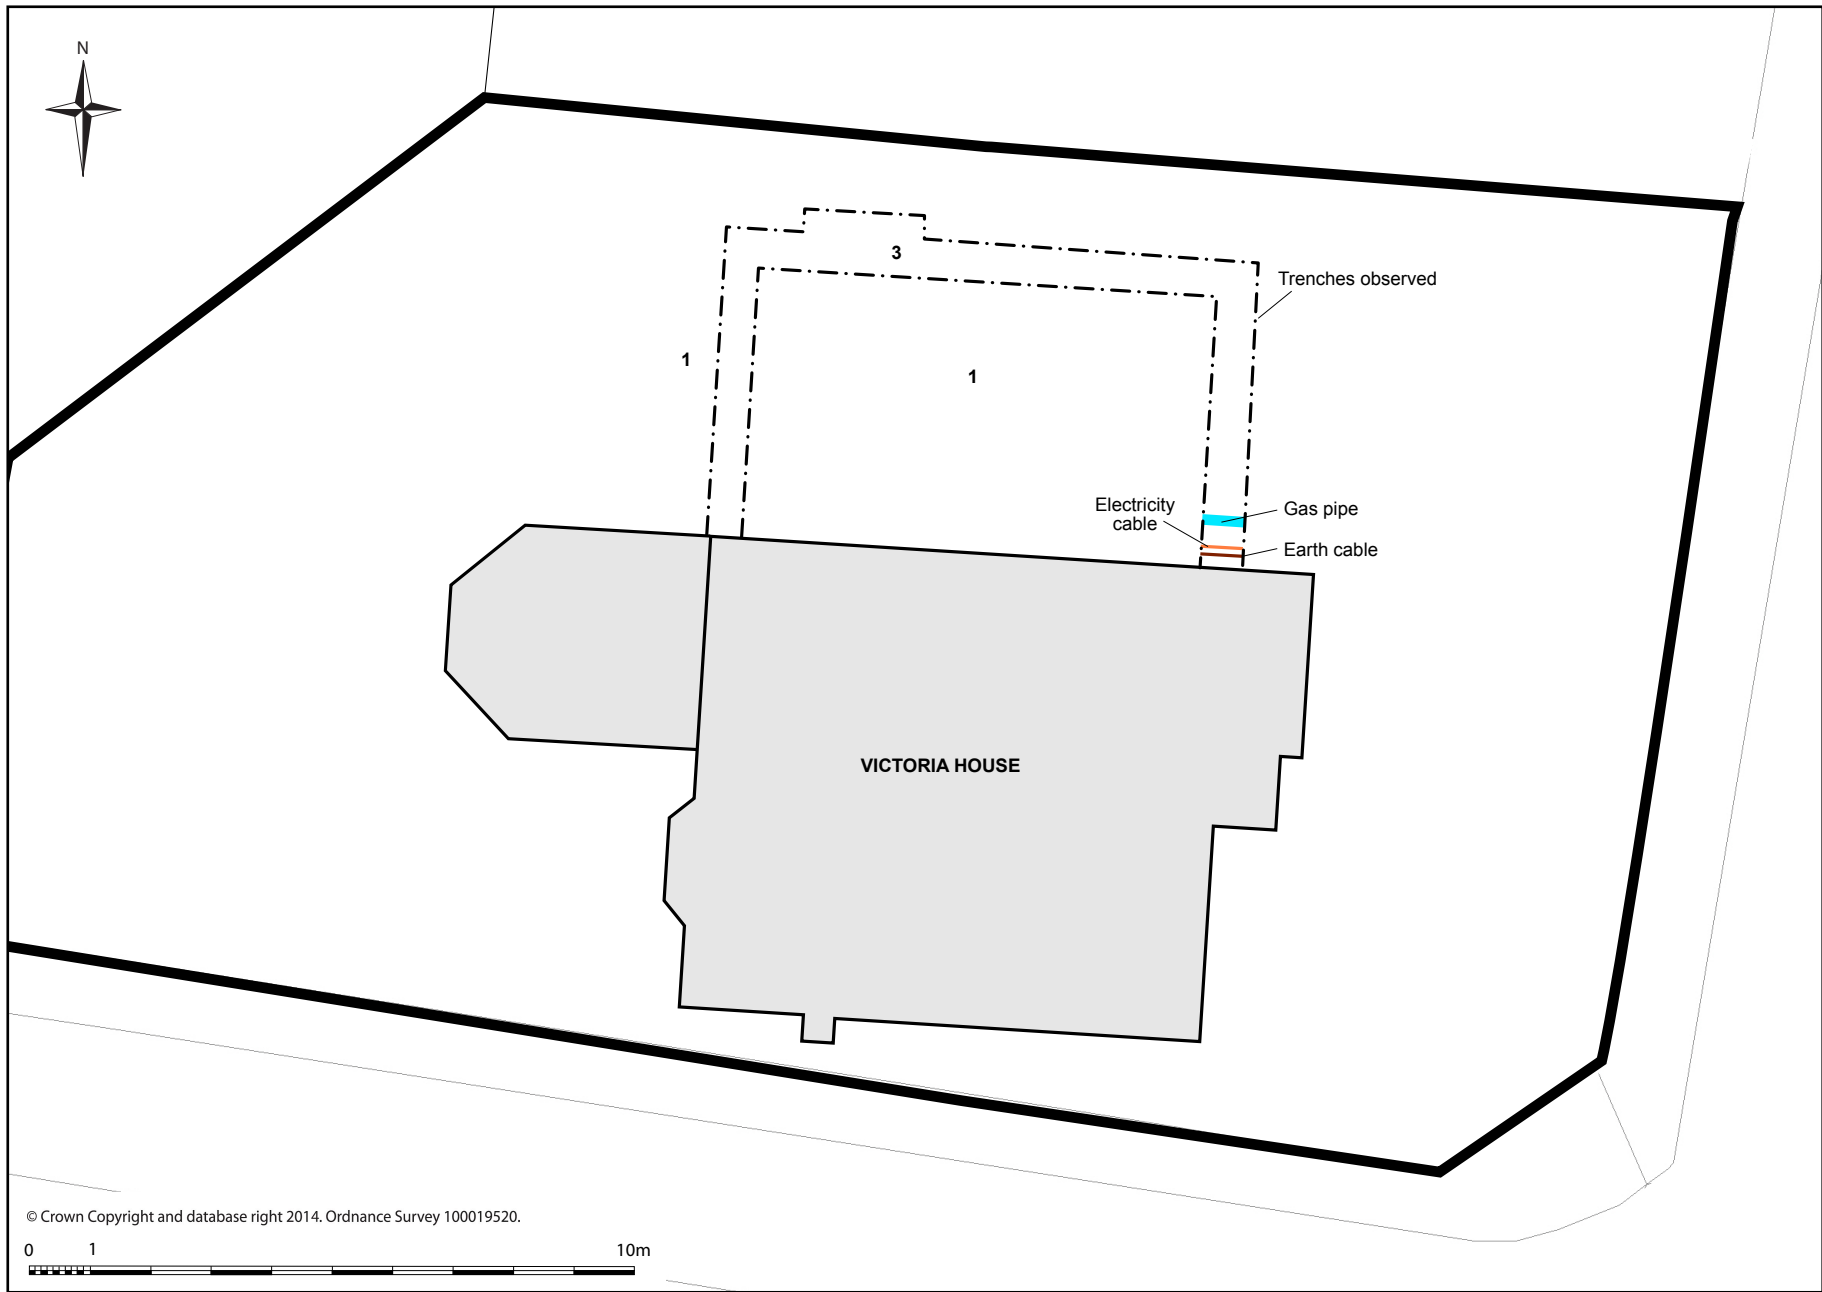 N
3
Trenches observed
1
1
Electricity
cable
Gas pipe
Earth cable
VICTORIA HOUSE
© Crown Copyright and database right 2014. Ordnance Survey 100019520.
0 1 10m